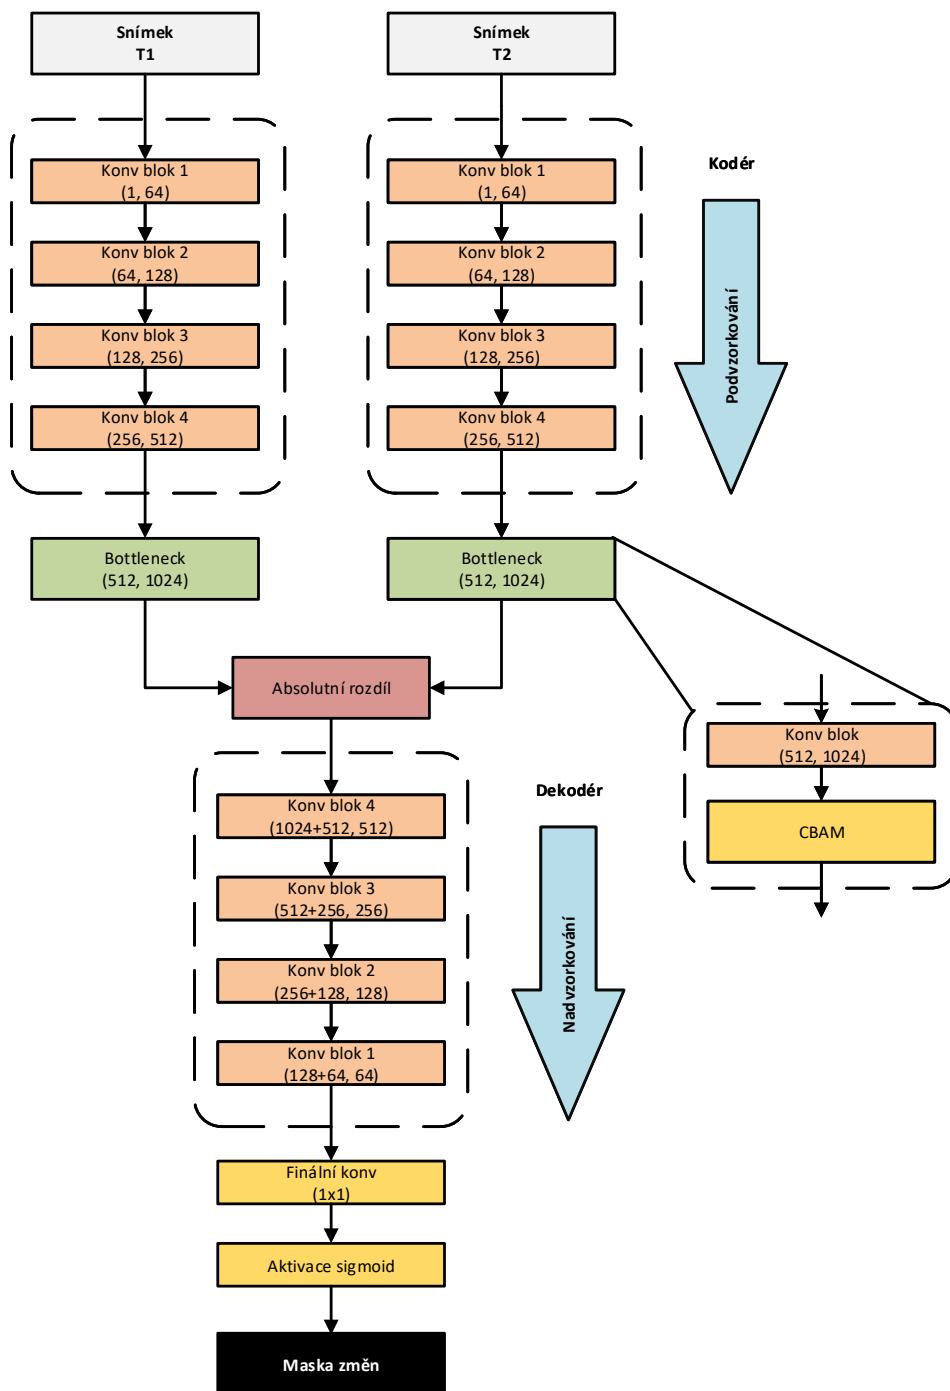 Snímek
T1
Snímek
T2
Konv blok 1
(1, 64)
Konv blok 2
(64, 128)
Konv blok 3
(128, 256)
Konv blok 4
(256, 512)
Konv blok 1
(1, 64)
Konv blok 2
(64, 128)
Konv blok 3
(128, 256)
Konv blok 4
(256, 512)
Kodér
Podvzorkování
Bottleneck
(512, 1024)
Bottleneck
(512, 1024)
Absolutní rozdíl
Konv blok
(512, 1024)
CBAM
Konv blok 4
(1024+512, 512)
Konv blok 3
(512+256, 256)
Konv blok 2
(256+128, 128)
Konv blok 1
(128+64, 64)
Dekodér
Nadvzorkování
Finální konv
(1x1)
Aktivace sigmoid
Maska změn